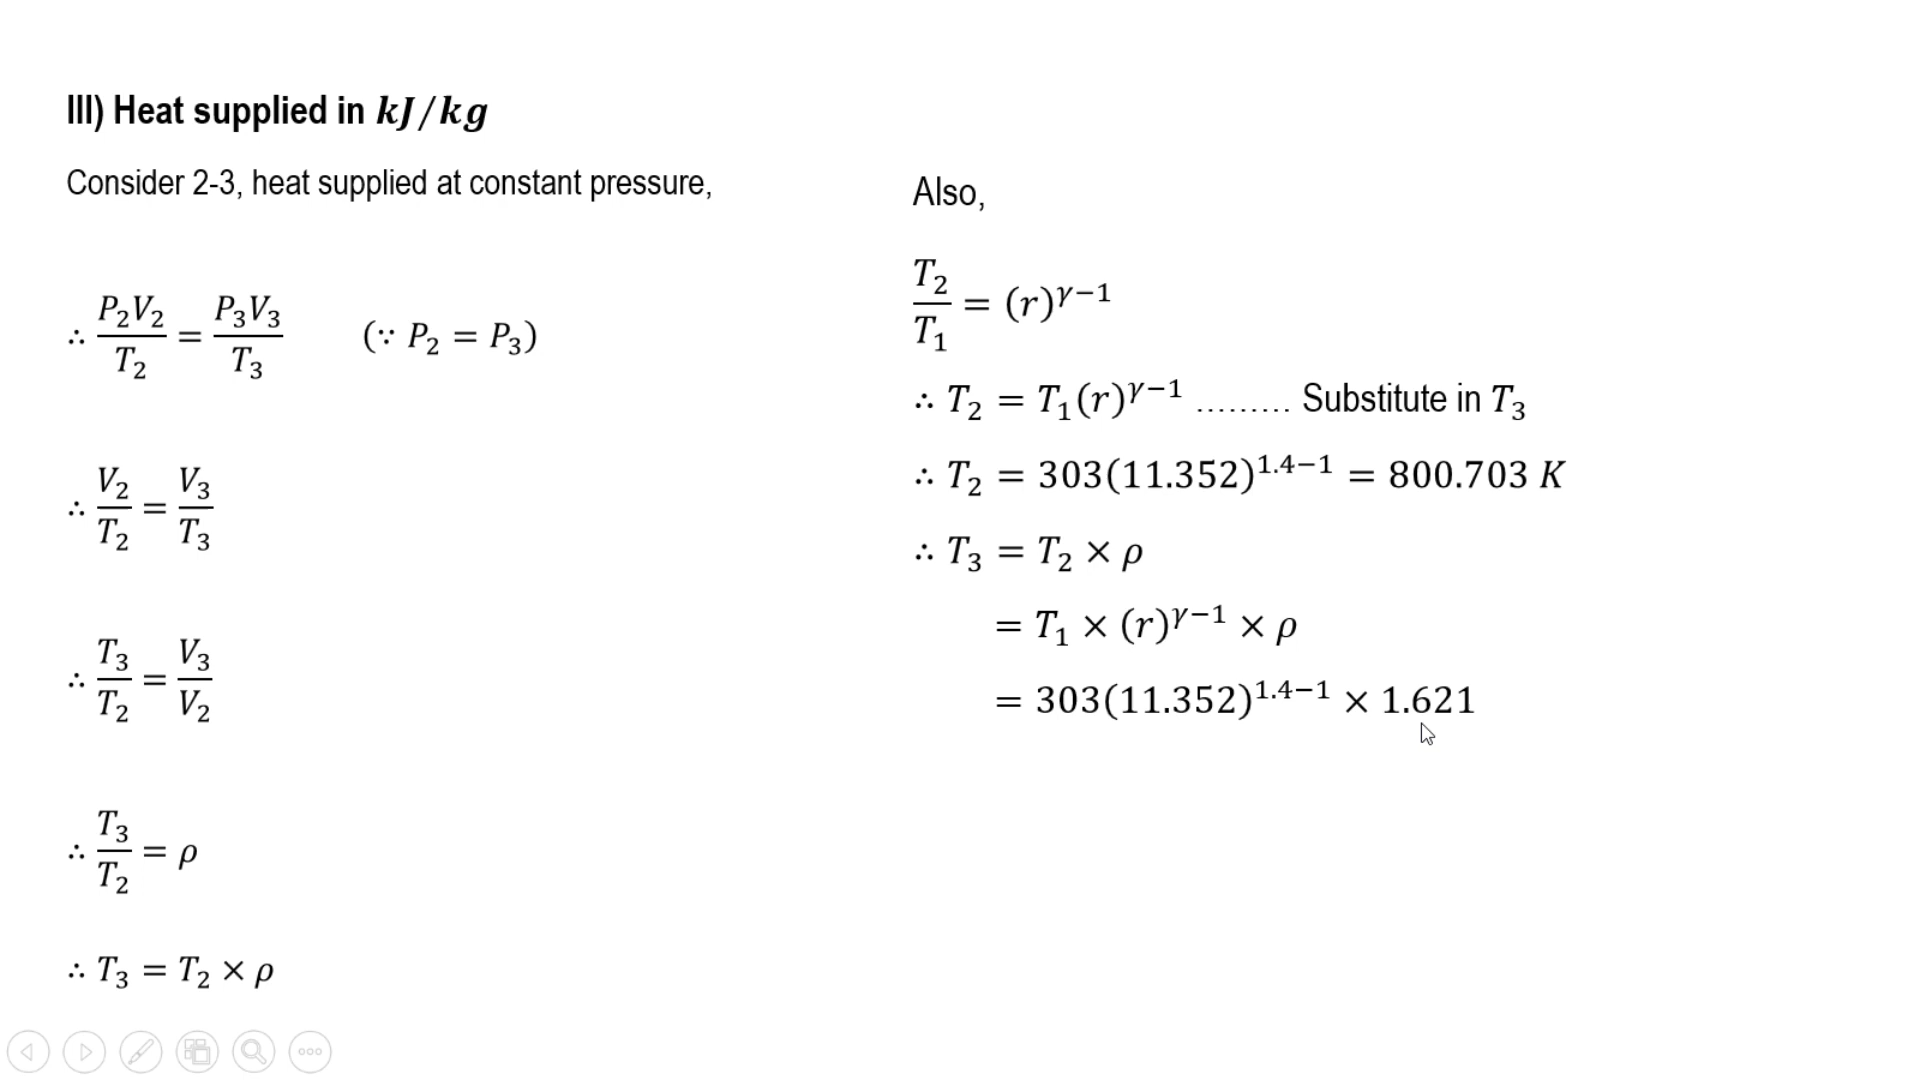 III) Heat supplied in kJ/kg
Consider 2-3, heat supplied at constant pressure,
∴ P₂V₂/T₂ = P₃V₃/T₃ (∵ P₂ = P₃)
∴ V₂/T₂ = V₃/T₃
∴ T₃/T₂ = V₃/V₂
∴ T₃/T₂ = ρ
∴ T₃ = T₂ × ρ
Also,
T₂/T₁ = (r)^{γ−1}
∴ T₂ = T₁(r)^{γ−1} ......... Substitute in T₃
∴ T₂ = 303(11.352)^{1.4−1} = 800.703 K
∴ T₃ = T₂ × ρ
= T₁ × (r)^{γ−1} × ρ
= 303(11.352)^{1.4−1} × 1.621